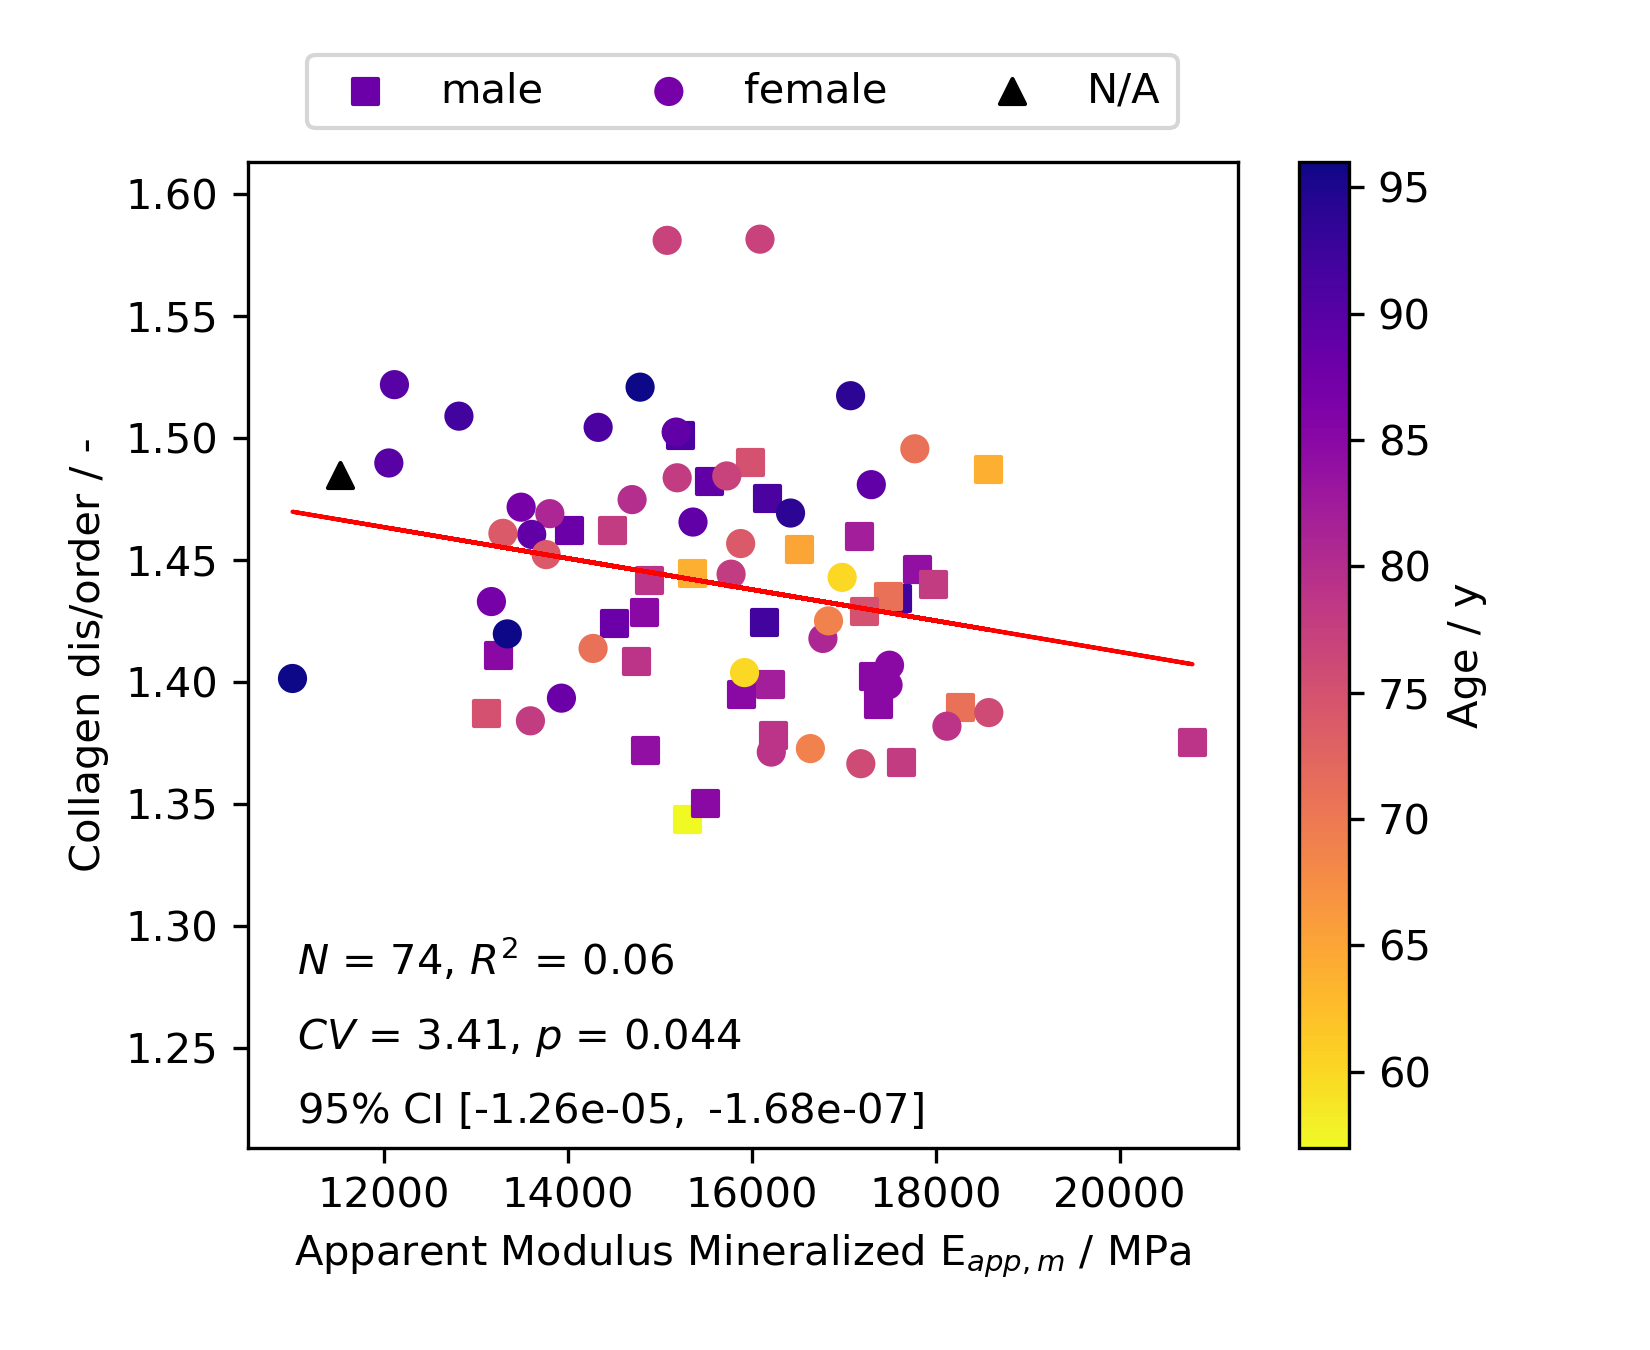 male female N/A
1.60
1.55
1.50
1.45
1.40
1.35
1.30
1.25
Collagen dis/order / -
N = 74, R² = 0.06
CV = 3.41, p = 0.044
95% CI [-1.26e-05, -1.68e-07]
12000 14000 16000 18000 20000
Apparent Modulus Mineralized E_{app,m} / MPa
95
90
85
80
75
70
65
60
Age / y